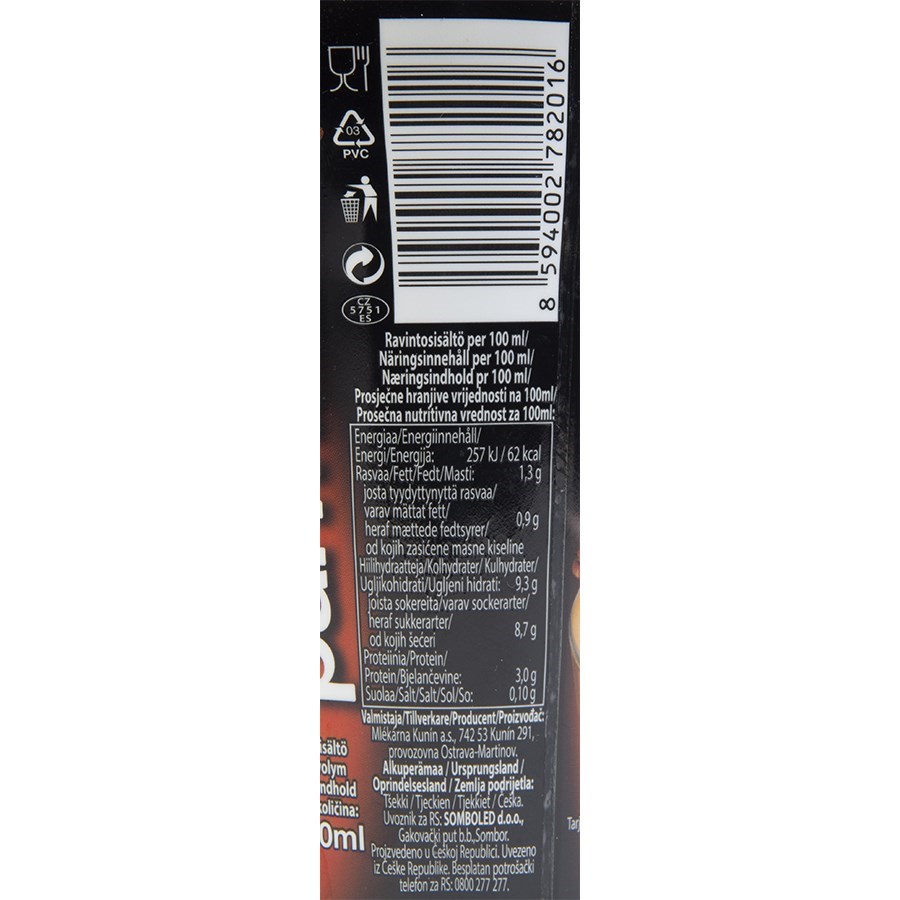 8 594002 782016
03
PVC
CZ
5751
ES
Ravintosisältö per 100 ml/
Näringsinnehåll per 100 ml/
Næringsindhold pr 100 ml/
Prosječne hranjive vrijednosti na 100ml/
Prosečna nutritivna vrednost za 100ml:
Energiaa/Energiinnehåll/
Energi/Energija: 257 kJ / 62 kcal
Rasvaa/Fett/Fedt/Masti: 1,3 g
josta tyydyttynyttä rasvaa/
varav mättat fett/
heraf mættede fedtsyrer/ 0,9 g
od kojih zasićene masne kiseline
Hiilihydraatteja/Kolhydrater/Kulhydrater/
Ugljikohidrati/Ugljeni hidrati: 9,3 g
joista sokereita/varav sockerarter/
heraf sukkerarter/ 8,7 g
od kojih šećeri
Proteiinia/Protein/
Protein/Bjelančevine: 3,0 g
Suolaa/Salt/Salt/Sol/So: 0,10 g
Valmistaja/Tillverkare/Producent/Proizvođač:
Mlékárna Kunín a.s., 742 53 Kunín 291,
provozovna Ostrava-Martinov.
Alkuperämaa / Ursprungsland /
Oprindelsesland / Zemlja podrijetla:
Tsekki / Tjeckien / Tjekkiet / Češka.
Uvoznik za RS: SOMBOLED d.o.o.,
Gakovački put b.b., Sombor.
Proizvedeno u Češkoj Republici. Uvezeno
iz Češke Republike. Besplatan potrošački
telefon za RS: 0800 277 277.
isältö
olym
ndhold
količina:
0ml
Tarj